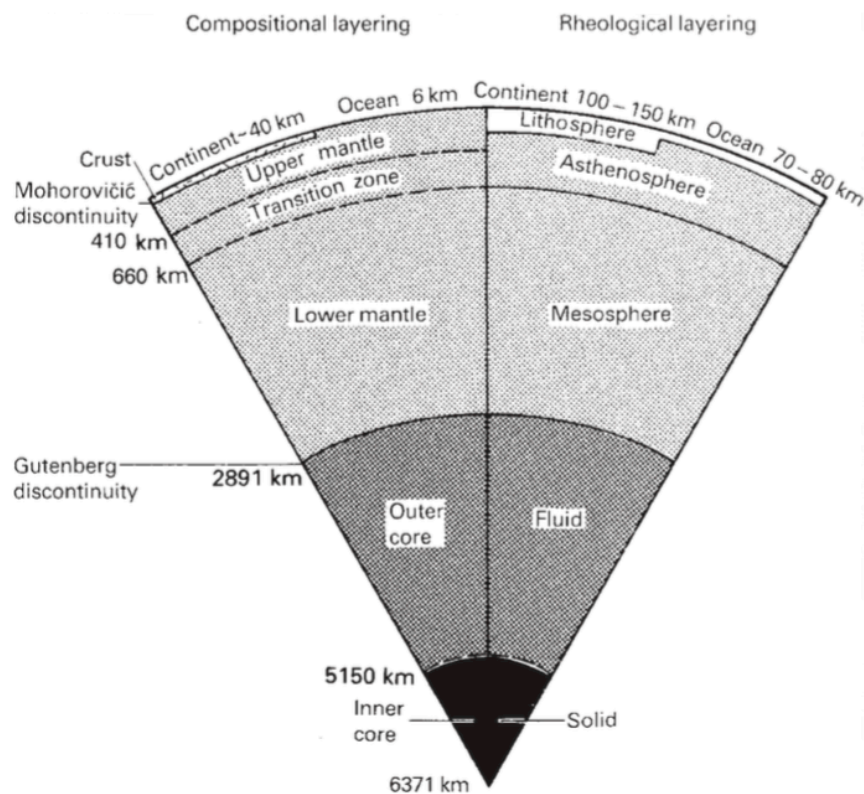 Compositional layering
Rheological layering
Continent~40 km
Ocean 6 km
Continent 100 – 150 km
Ocean 70 – 80 km
Crust
Mohorovičić
discontinuity
Upper mantle
Transition zone
Lithosphere
Asthenosphere
410 km
660 km
Lower mantle
Mesosphere
Gutenberg
discontinuity
2891 km
Outer
core
Fluid
5150 km
Inner
core
Solid
6371 km